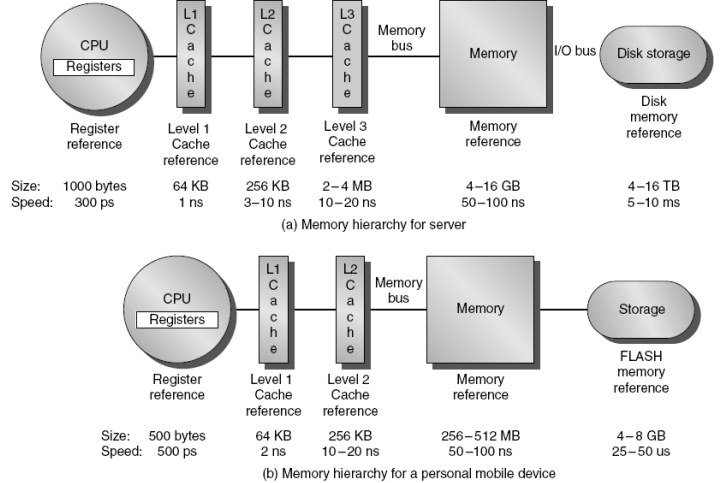 CPU
Registers
L1
Cache
L2
Cache
L3
Cache
Memory
bus
Memory
I/O bus
Disk storage
Register
reference
Level 1
Cache
reference
Level 2
Cache
reference
Level 3
Cache
reference
Memory
reference
Disk
memory
reference
Size: 1000 bytes 64 KB 256 KB 2–4 MB 4–16 GB 4–16 TB
Speed: 300 ps 1 ns 3–10 ns 10–20 ns 50–100 ns 5–10 ms
(a) Memory hierarchy for server
CPU
Registers
L1
Cache
L2
Cache
Memory
bus
Memory
Storage
Register
reference
Level 1
Cache
reference
Level 2
Cache
reference
Memory
reference
FLASH
memory
reference
Size: 500 bytes 64 KB 256 KB 256–512 MB 4–8 GB
Speed: 500 ps 2 ns 10–20 ns 50–100 ns 25–50 us
(b) Memory hierarchy for a personal mobile device